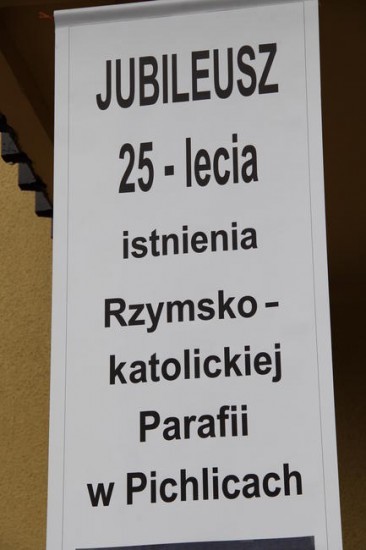 JUBILEUSZ
25 - lecia
istnienia
Rzymsko -
katolickiej
Parafii
w Pichlicach